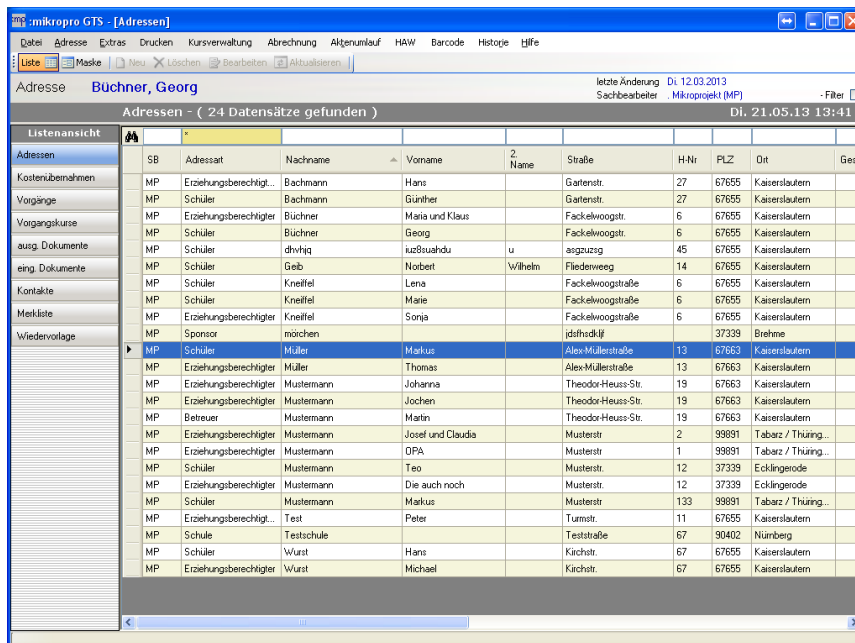 :mp :mikropro GTS - [Adressen]
Datei Adresse Extras Drucken Kursverwaltung Abrechnung Aktenumlauf HAW Barcode Historie Hilfe
Liste Maske Neu Löschen Bearbeiten Aktualisieren
Adresse Büchner, Georg letzte Änderung Di. 12.03.2013
Sachbearbeiter . Mikroprojekt (MP) - Filter
Adressen - ( 24 Datensätze gefunden ) Di. 21.05.13 13:41
Listenansicht
Adressen
Kostenübernahmen
Vorgänge
Vorgangskurse
ausg. Dokumente
eing. Dokumente
Kontakte
Merkliste
Wiedervorlage
*
SB Adressart Nachname Vorname 2. Name Straße H-Nr PLZ Ort Ges
MP Erziehungsberechtigt... Bachmann Hans Gartenstr. 27 67655 Kaiserslautern
MP Schüler Bachmann Günther Gartenstr. 27 67655 Kaiserslautern
MP Erziehungsberechtigter Büchner Maria und Klaus Fackelwoogstr. 6 67655 Kaiserslautern
MP Schüler Büchner Georg Fackelwoogstr. 6 67655 Kaiserslautern
MP Schüler dhvhjq iuz8suahdu u asgzuzsg 45 67655 Kaiserslautern
MP Schüler Geib Norbert Wilhelm Fliederweeg 14 67655 Kaiserslautern
MP Schüler Kneiffel Lena Fackelwoogstraße 6 67655 Kaiserslautern
MP Schüler Kneiffel Marie Fackelwoogstraße 6 67655 Kaiserslautern
MP Erziehungsberechtigter Kneiffel Sonja Fackelwoogstraße 6 67655 Kaiserslautern
MP Sponsor mörchen jdsfhsdkljf 37339 Brehme
MP Schüler Müller Markus Alex-Müllerstraße 13 67663 Kaiserslautern
MP Erziehungsberechtigter Müller Thomas Alex-Müllerstraße 13 67663 Kaiserslautern
MP Erziehungsberechtigter Mustermann Johanna Theodor-Heuss-Str. 19 67663 Kaiserslautern
MP Erziehungsberechtigter Mustermann Jochen Theodor-Heuss-Str. 19 67663 Kaiserslautern
MP Betreuer Mustermann Martin Theodor-Heuss-Str. 19 67663 Kaiserslautern
MP Erziehungsberechtigter Mustermann Josef und Claudia Musterstr 2 99891 Tabarz / Thüring...
MP Erziehungsberechtigter Mustermann OPA Musterstr 1 99891 Tabarz / Thüring...
MP Schüler Mustermann Teo Musterstr. 12 37339 Ecklingerode
MP Erziehungsberechtigter Mustermann Die auch noch Musterstr. 12 37339 Ecklingerode
MP Schüler Mustermann Markus Musterstr 133 99891 Tabarz / Thüring...
MP Erziehungsberechtigt... Test Peter Turmstr. 11 67655 Kaiserslautern
MP Schule Testschule Teststraße 67 90402 Nürnberg
MP Schüler Wurst Hans Kirchstr. 67 67655 Kaiserslautern
MP Erziehungsberechtigter Wurst Michael Kirchstr. 67 67655 Kaiserslautern